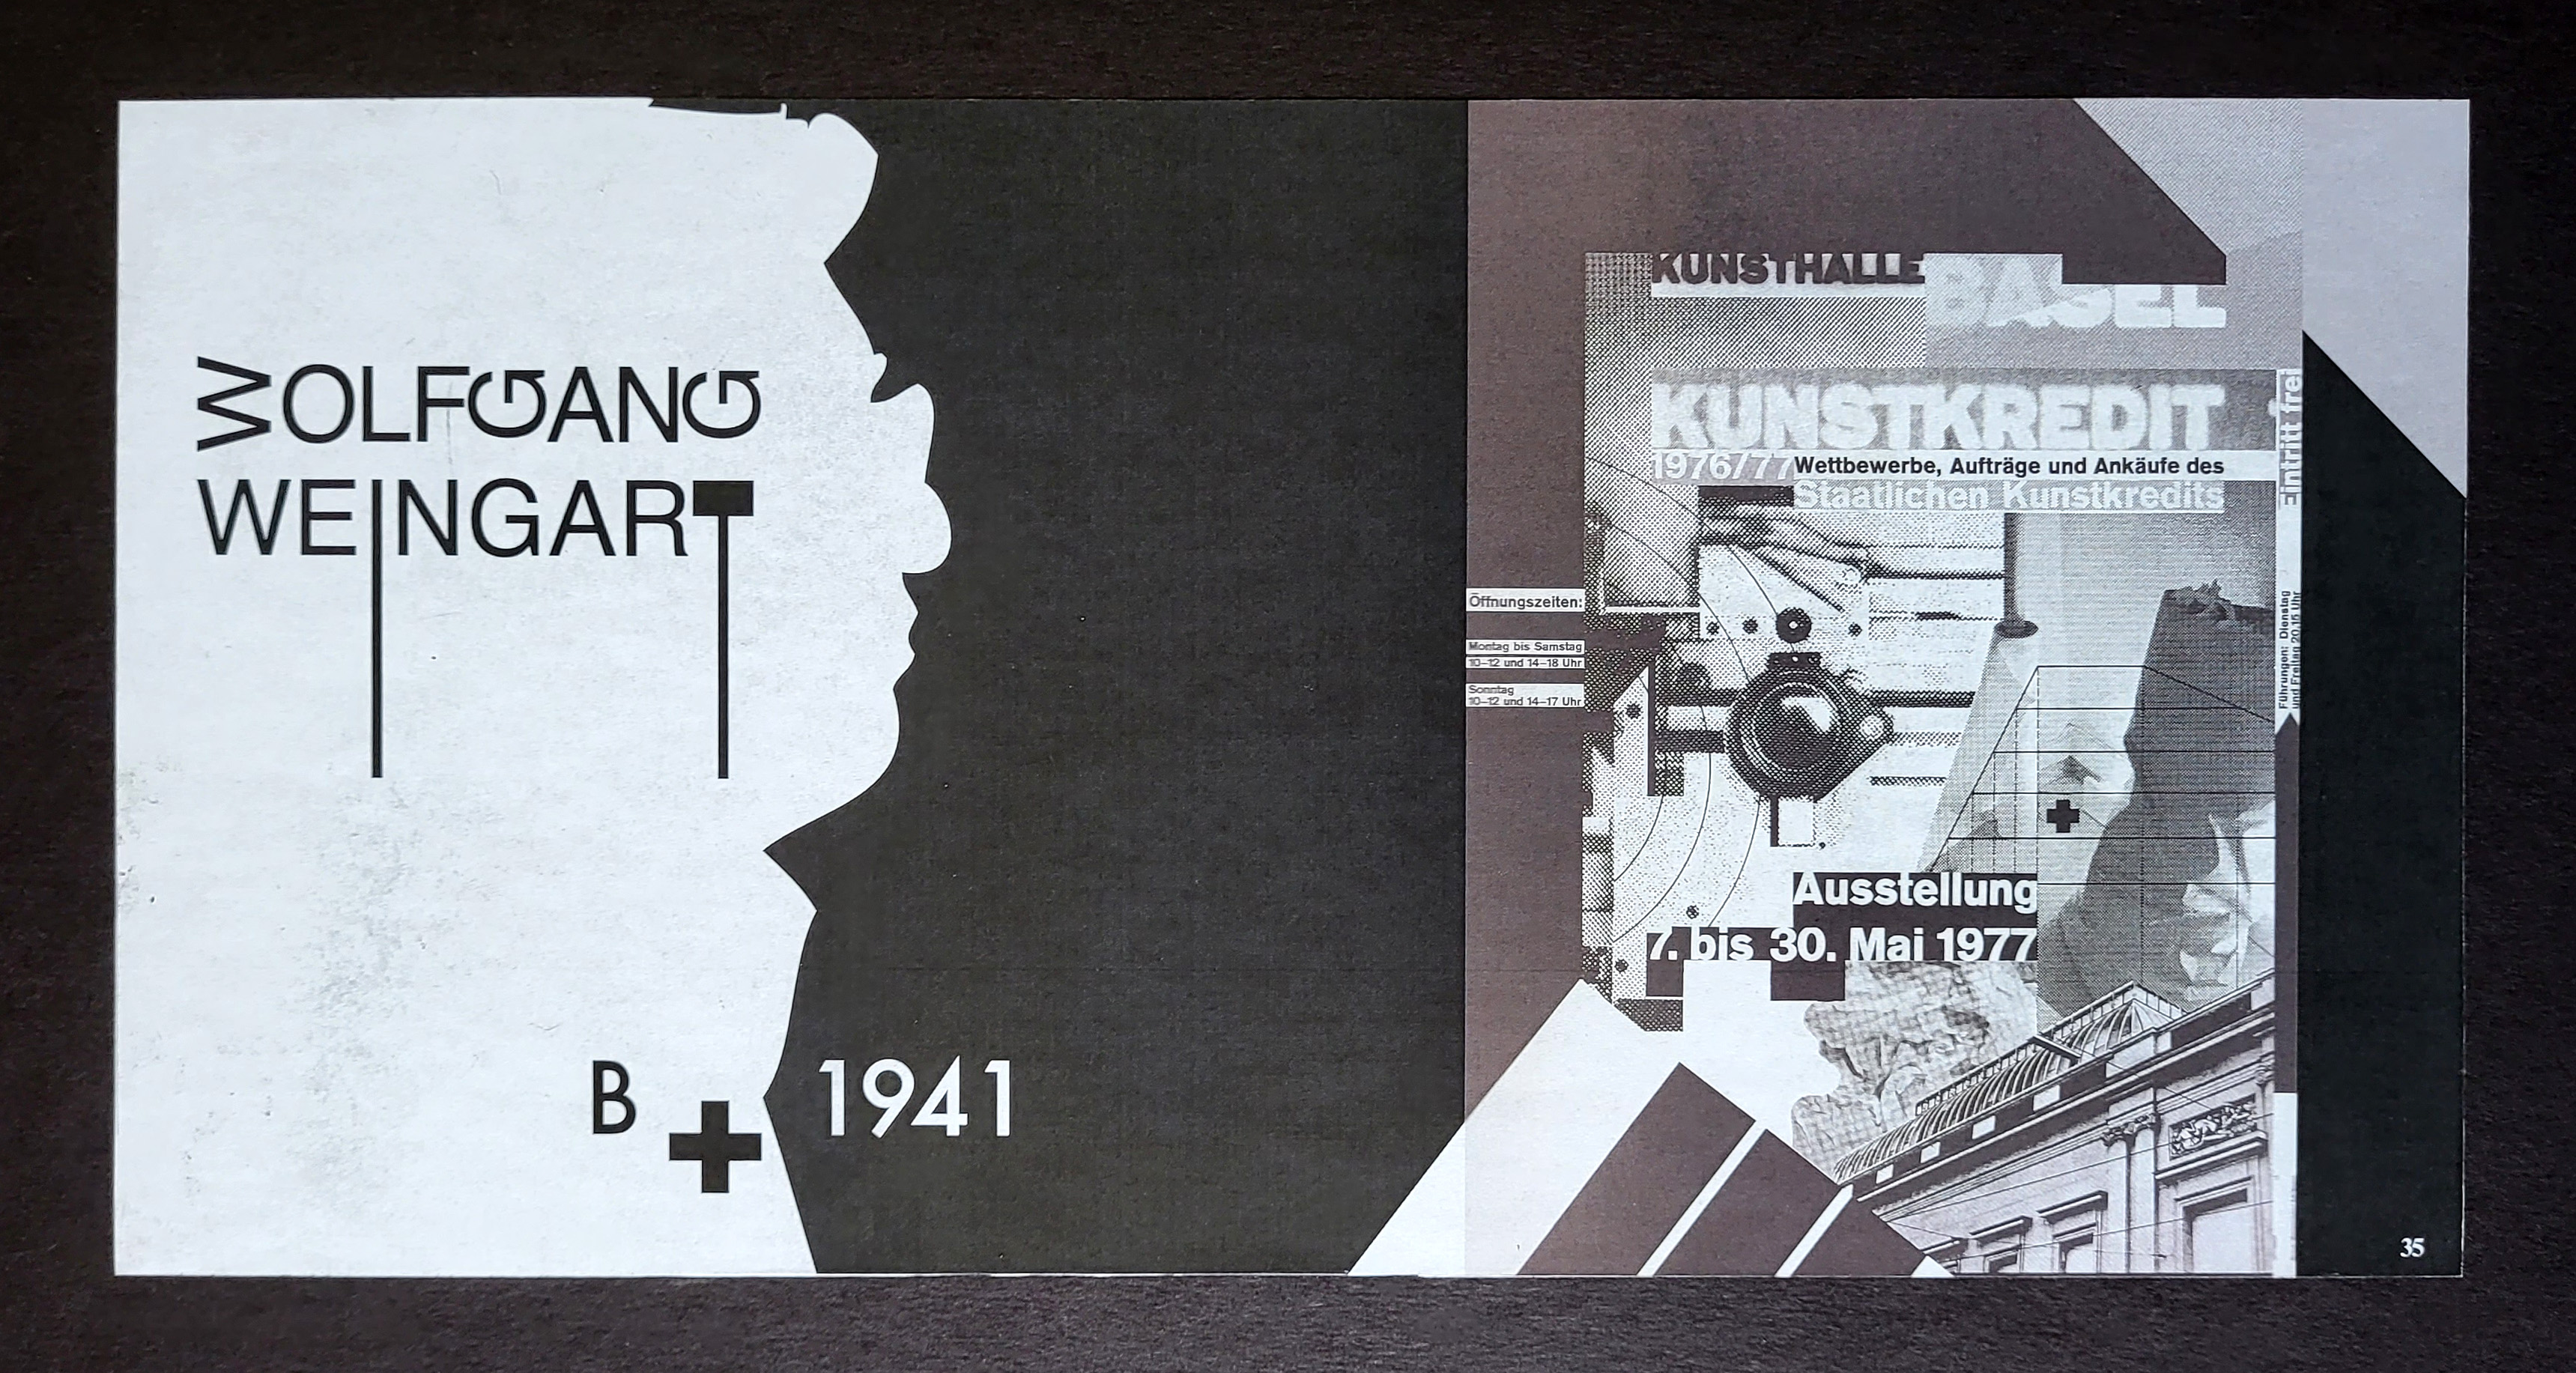 WOLFGANG
WEINGART
B + 1941
KUNSTHALLE BASEL
KUNSTKREDIT
1976/77 Wettbewerbe, Aufträge und Ankäufe des
Staatlichen Kunstkredits
Eintritt frei
Führungen: Dienstag
und Freitag 20.15 Uhr
Öffnungszeiten:
Montag bis Samstag
10–12 und 14–18 Uhr
Sonntag
10–12 und 14–17 Uhr
Ausstellung
7. bis 30. Mai 1977
35